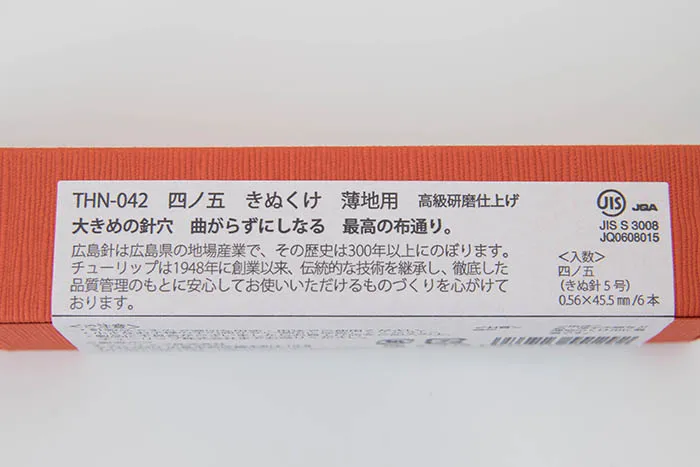 THN-042 四ノ五 きぬくけ 薄地用 高級研磨仕上げ
大きめの針穴 曲がらずにしなる 最高の布通り。
広島針は広島県の地場産業で、その歴史は300年以上にのぼります。
チューリップは1948年に創業以来、伝統的な技術を継承し、徹底した
品質管理のもとに安心してお使いいただけるものづくりを心がけて
おります。
JIS JQA
JIS S 3008
JQ0608015
<入数>
四ノ五
(きぬ針5号)
0.56×45.5㎜/6本